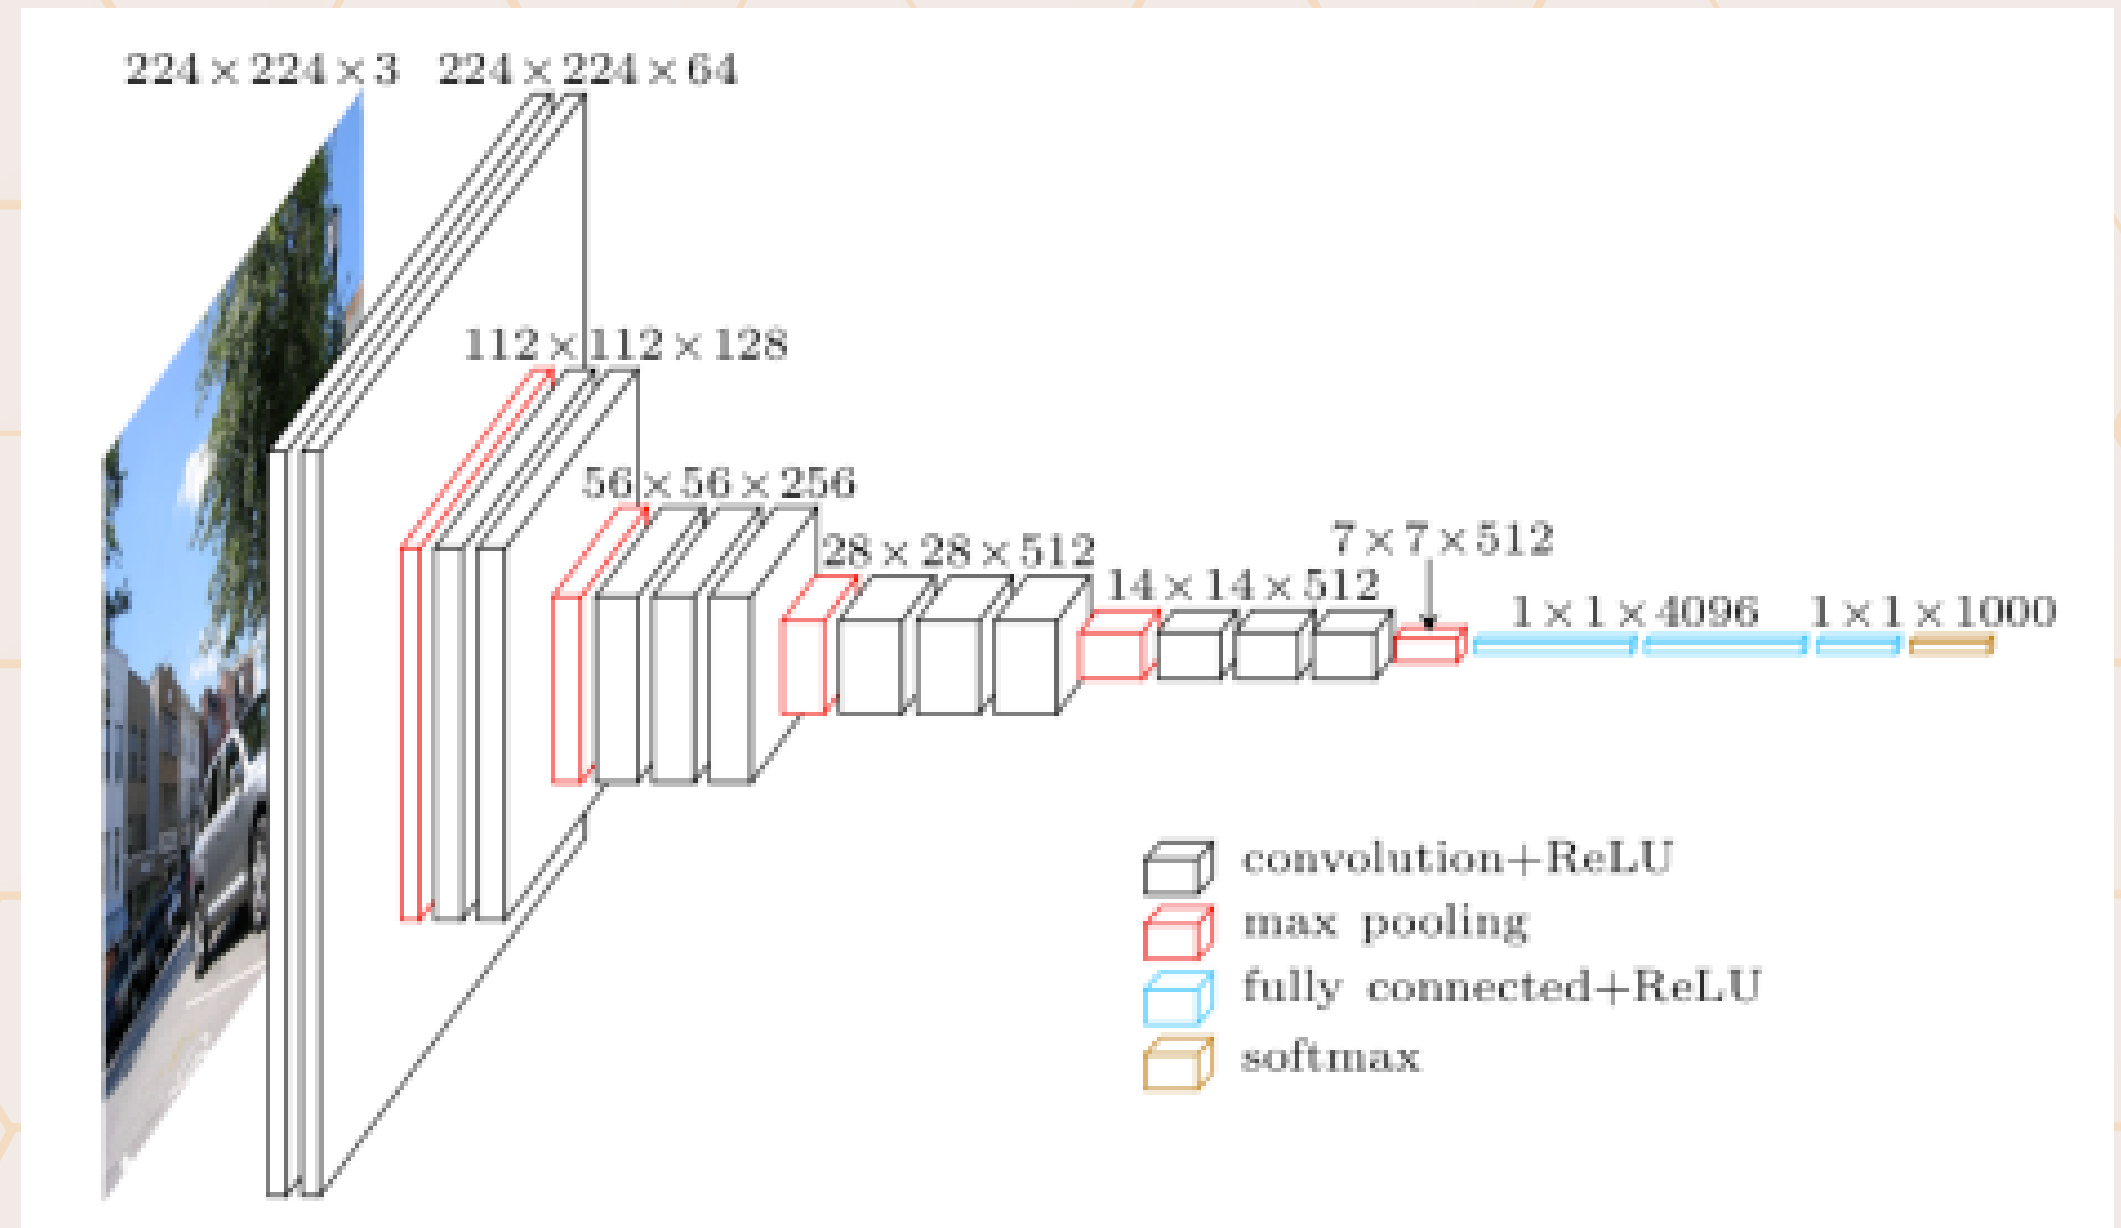 224 × 224 × 3
224 × 224 × 64
112 × 112 × 128
56 × 56 × 256
28 × 28 × 512
14 × 14 × 512
7 × 7 × 512
1 × 1 × 4096
1 × 1 × 1000
convolution+ReLU
max pooling
fully connected+ReLU
softmax